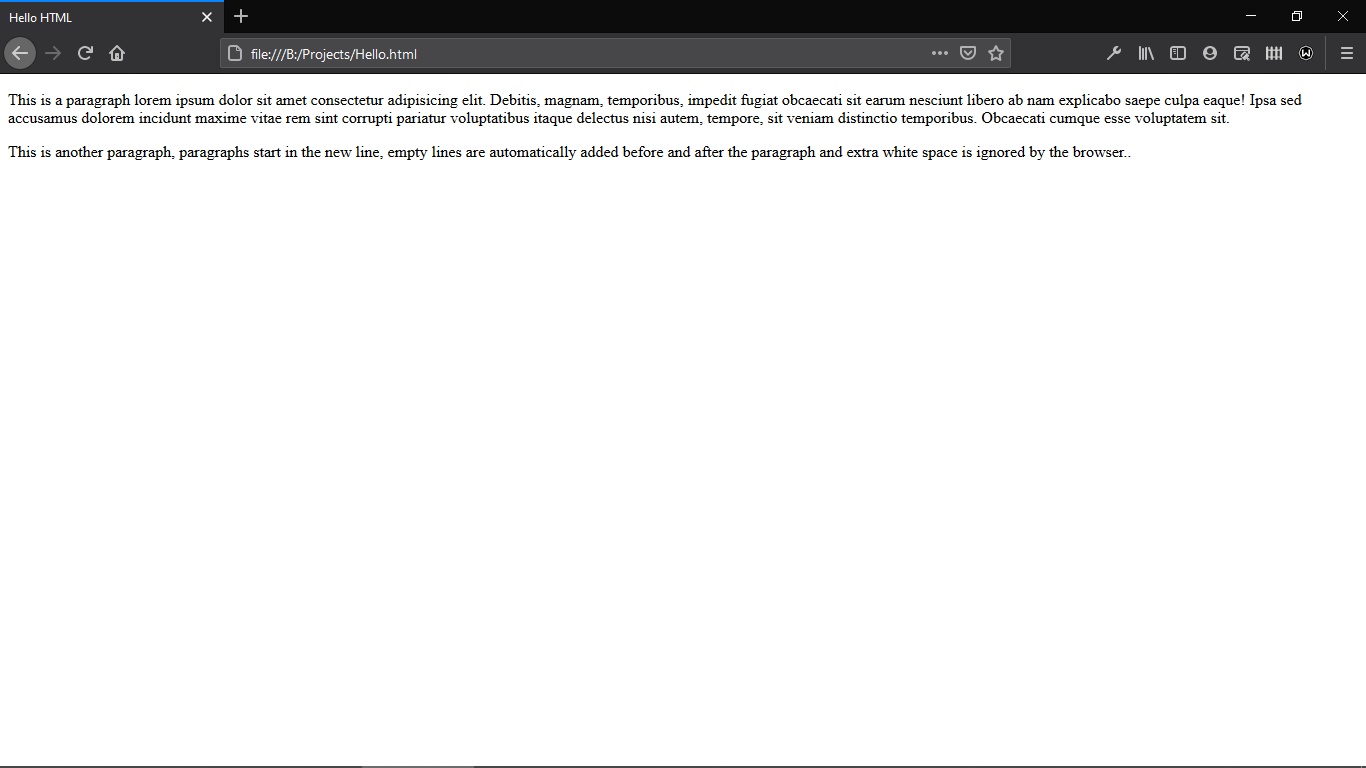 Hello HTML
file:///B:/Projects/Hello.html
This is a paragraph lorem ipsum dolor sit amet consectetur adipisicing elit. Debitis, magnam, temporibus, impedit fugiat obcaecati sit earum nesciunt libero ab nam explicabo saepe culpa eaque! Ipsa sed
accusamus dolorem incidunt maxime vitae rem sint corrupti pariatur voluptatibus itaque delectus nisi autem, tempore, sit veniam distinctio temporibus. Obcaecati cumque esse voluptatem sit.
This is another paragraph, paragraphs start in the new line, empty lines are automatically added before and after the paragraph and extra white space is ignored by the browser..